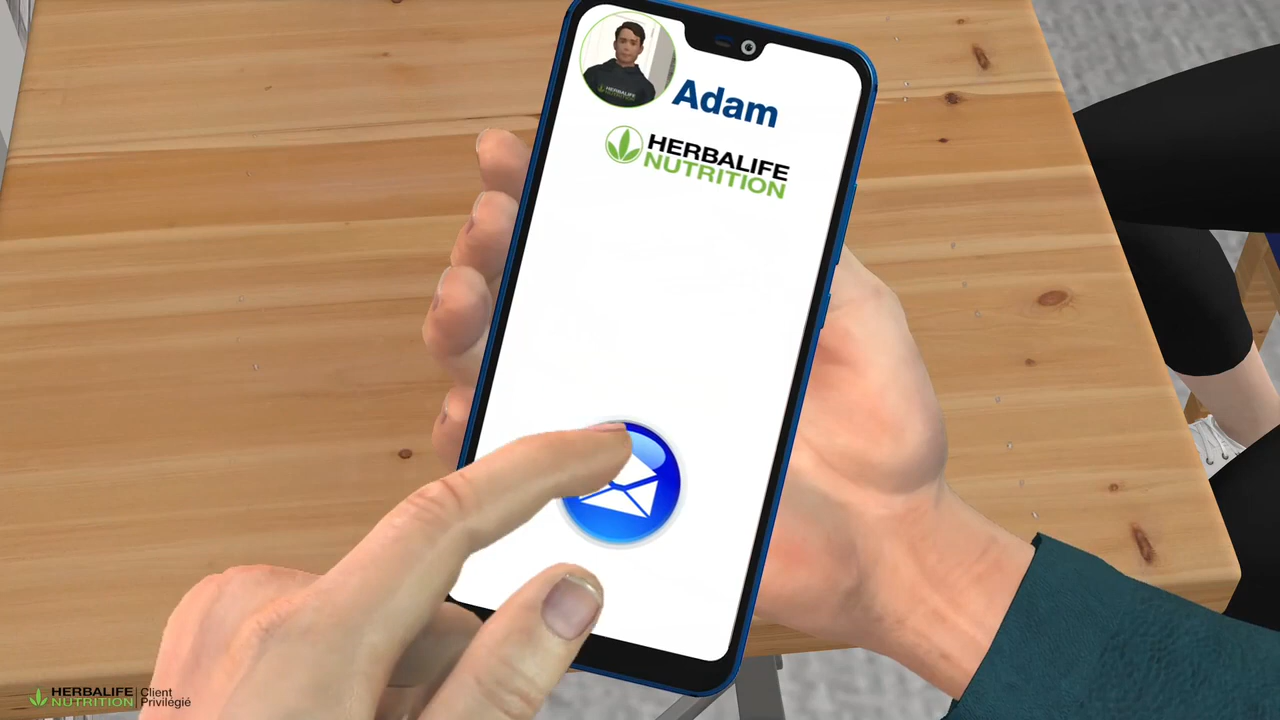 Adam
HERBALIFE
NUTRITION
HERBALIFE
NUTRITION
Client
Privilégié